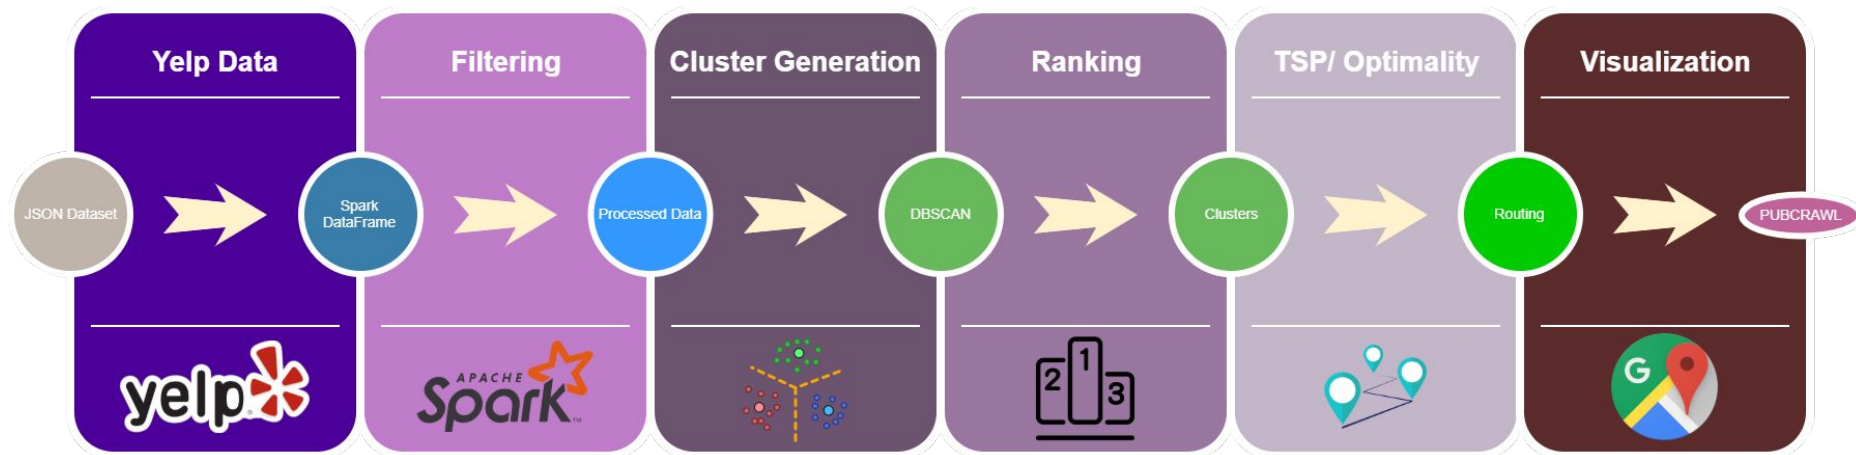 Yelp Data
Filtering
Cluster Generation
Ranking
TSP/ Optimality
Visualization
JSON Dataset
Spark
DataFrame
Processed Data
DBSCAN
Clusters
Routing
PUBCRAWL
yelp
APACHE
Spark
TM
2
1
3
G